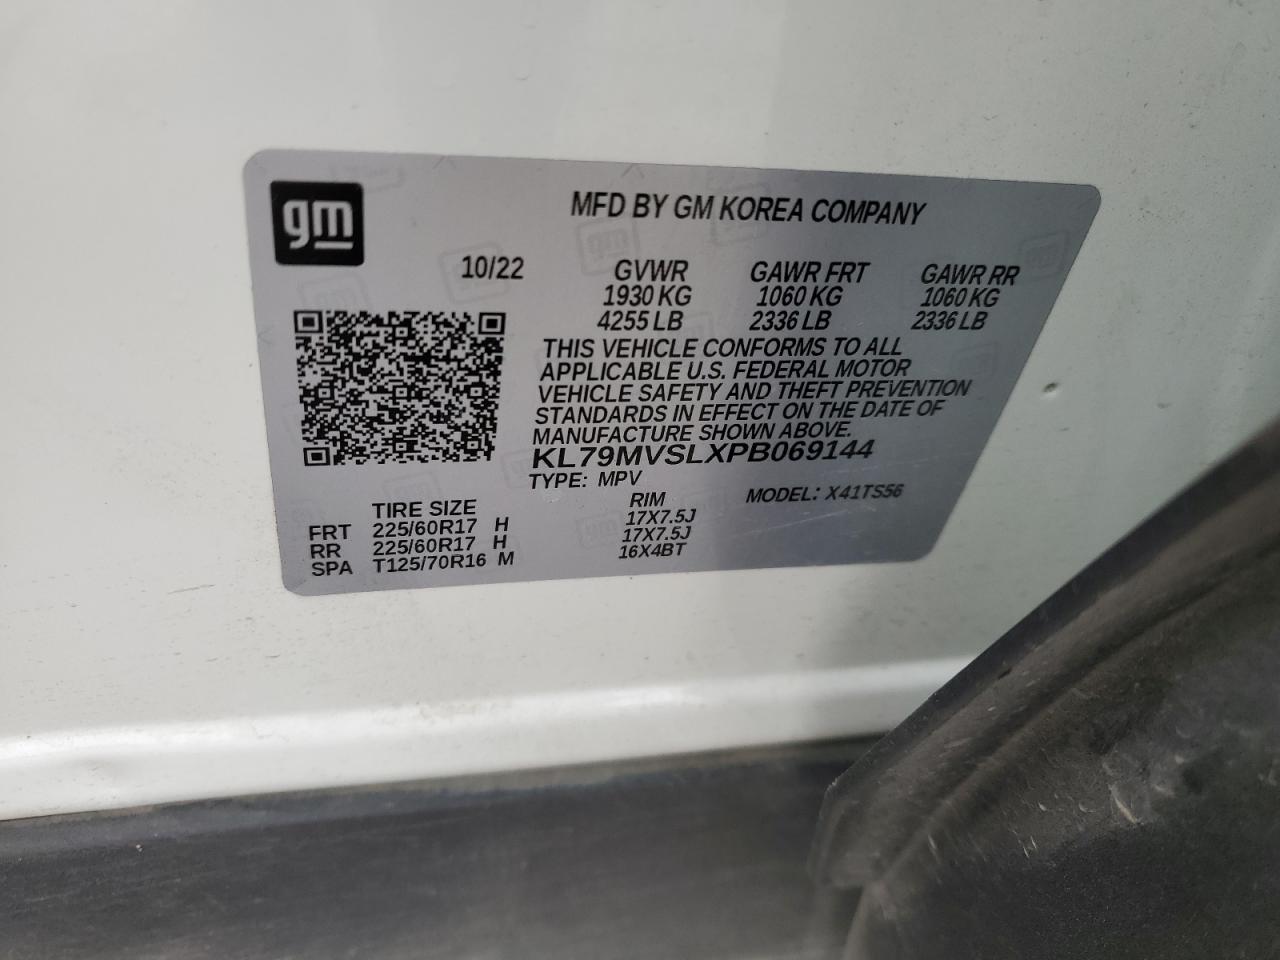 gm
MFD BY GM KOREA COMPANY
10/22 GVWR GAWR FRT GAWR RR
1930 KG 1060 KG 1060 KG
4255 LB 2336 LB 2336 LB
THIS VEHICLE CONFORMS TO ALL
APPLICABLE U.S. FEDERAL MOTOR
VEHICLE SAFETY AND THEFT PREVENTION
STANDARDS IN EFFECT ON THE DATE OF
MANUFACTURE SHOWN ABOVE.
KL79MVSLXPB069144
TYPE: MPV MODEL: X41TS56
TIRE SIZE RIM
FRT 225/60R17 H 17X7.5J
RR 225/60R17 H 17X7.5J
SPA T125/70R16 M 16X4BT